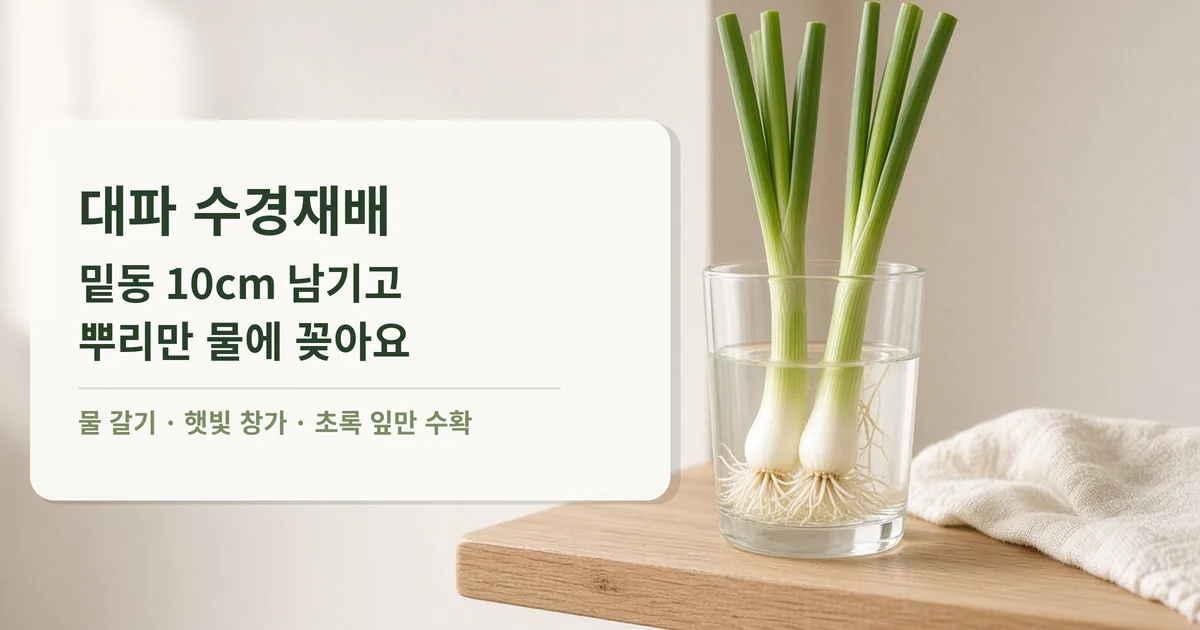 대파 수경재배
밑동 10cm 남기고
뿌리만 물에 꽂아요
물 갈기 · 햇빛 창가 · 초록 잎만 수확